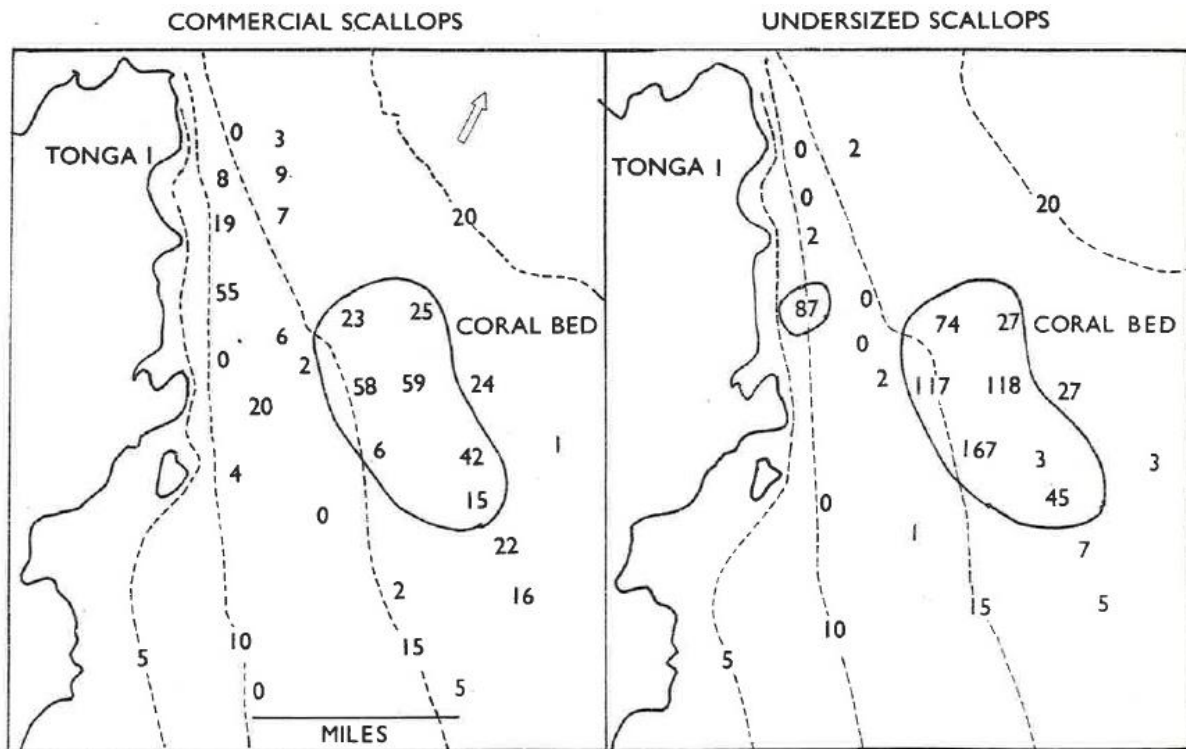 COMMERCIAL SCALLOPS
TONGA I
0 3
8 9
19 7 20
55
23 25 CORAL BED
0 6 2
58 59 24
20
6 42 1
4
15
0
22
2 16
10 15
5
0 5
MILES
UNDERSIZED SCALLOPS
TONGA I
0 2
0
20
2
87 0
74 27 CORAL BED
0
2 117 118 27
167 3 3
0 45
1 7
15 5
10
5